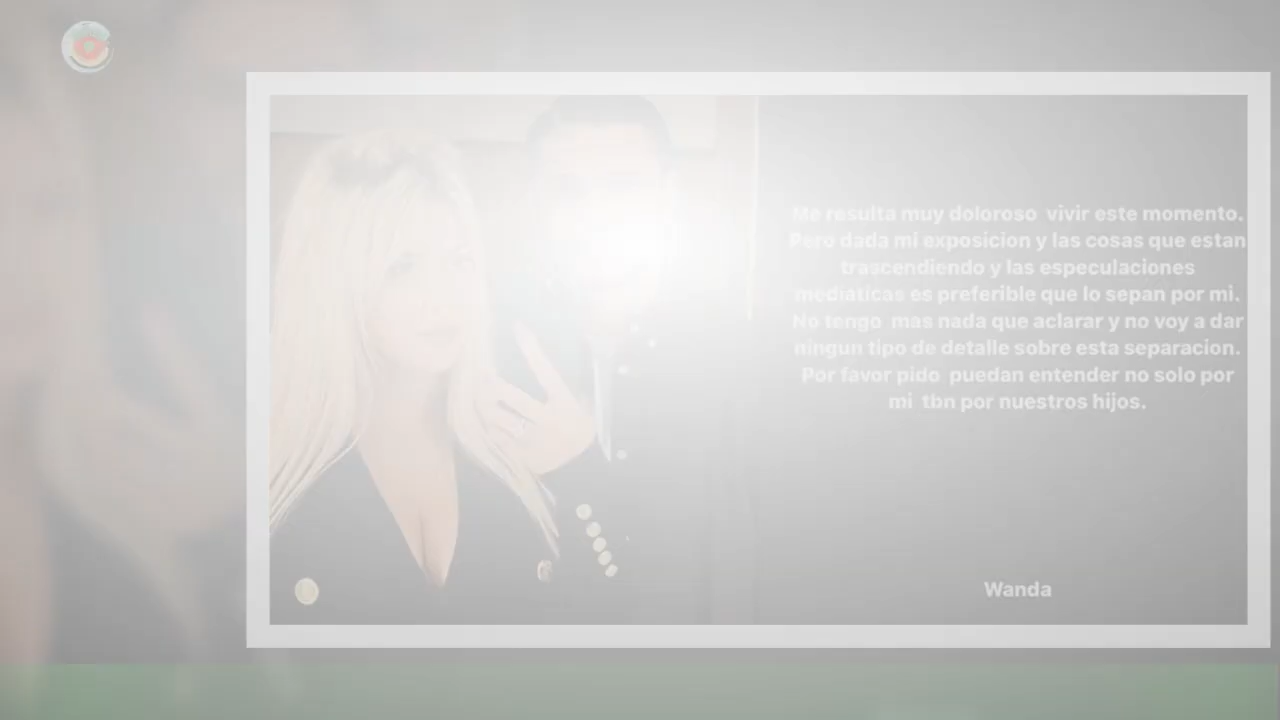 Me resulta muy doloroso vivir este momento.
Pero dada mi exposicion y las cosas que estan
trascendiendo y las especulaciones
mediaticas es preferible que lo sepan por mi.
No tengo mas nada que aclarar y no voy a dar
ningun tipo de detalle sobre esta separacion.
Por favor pido puedan entender no solo por
mi tbn por nuestros hijos.
Wanda